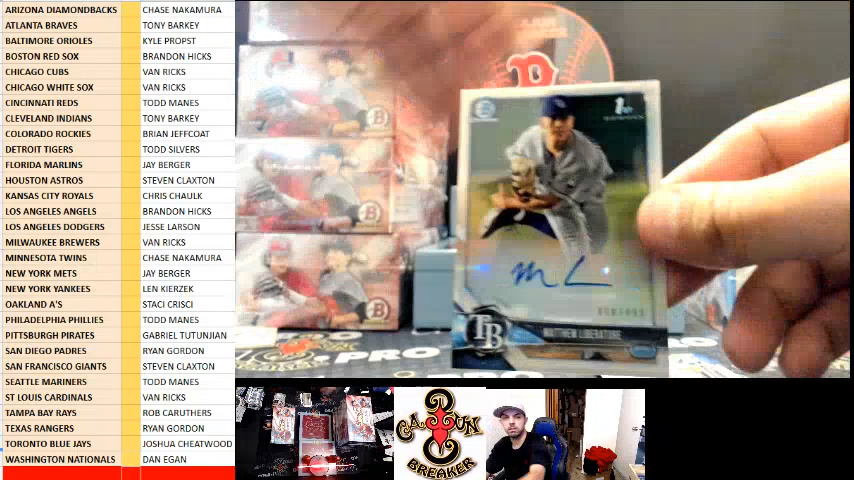 ARIZONA DIAMONDBACKS CHASE NAKAMURA
ATLANTA BRAVES TONY BARKEY
BALTIMORE ORIOLES KYLE PROPST
BOSTON RED SOX BRANDON HICKS
CHICAGO CUBS VAN RICKS
CHICAGO WHITE SOX VAN RICKS
CINCINNATI REDS TODD MANES
CLEVELAND INDIANS TONY BARKEY
COLORADO ROCKIES BRIAN JEFFCOAT
DETROIT TIGERS TODD SILVERS
FLORIDA MARLINS JAY BERGER
HOUSTON ASTROS STEVEN CLAXTON
KANSAS CITY ROYALS CHRIS CHAULK
LOS ANGELES ANGELS BRANDON HICKS
LOS ANGELES DODGERS JESSE LARSON
MILWAUKEE BREWERS VAN RICKS
MINNESOTA TWINS CHASE NAKAMURA
NEW YORK METS JAY BERGER
NEW YORK YANKEES LEN KIERZEK
OAKLAND A'S STACI CRISCI
PHILADELPHIA PHILLIES TODD MANES
PITTSBURGH PIRATES GABRIEL TUTUNJIAN
SAN DIEGO PADRES RYAN GORDON
SAN FRANCISCO GIANTS STEVEN CLAXTON
SEATTLE MARINERS TODD MANES
ST LOUIS CARDINALS VAN RICKS
TAMPA BAY RAYS ROB CARUTHERS
TEXAS RANGERS RYAN GORDON
TORONTO BLUE JAYS JOSHUA CHEATWOOD
WASHINGTON NATIONALS DAN EGAN
B
1st
TB
MATTHEW LIBERATORE
.PRO
CAJUN
BREAKER